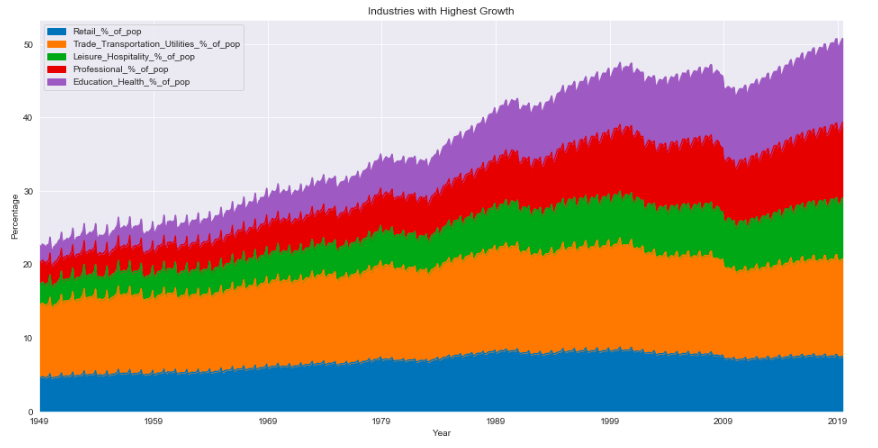 Industries with Highest Growth
Retail_%_of_pop
Trade_Transportation_Utilities_%_of_pop
Leisure_Hospitality_%_of_pop
Professional_%_of_pop
Education_Health_%_of_pop
50
40
30
20
10
0
Percentage
1949 1959 1969 1979 1989 1999 2009 2019
Year